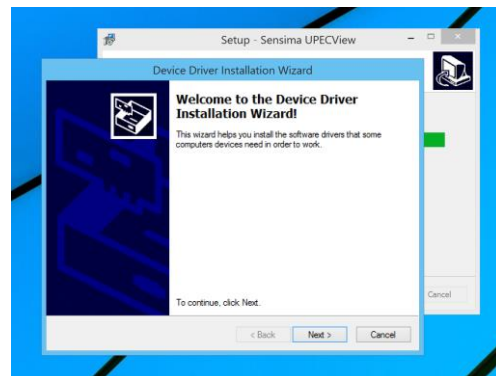 Setup - Sensima UPECView
Device Driver Installation Wizard
Welcome to the Device Driver
Installation Wizard!
This wizard helps you install the software drivers that some
computers devices need in order to work.
To continue, click Next.
Cancel
< Back Next > Cancel